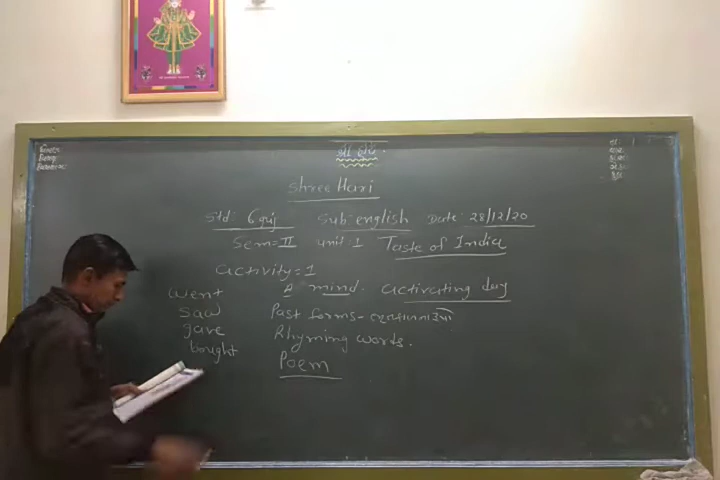 શ્રી હરિ
Shree Hari
Std: 6 guj Sub: english Date: 28/12/20
Sem=II unit: 1 Taste of India
activity=1
A mind. activating day
went
saw Past forms-
gave Rhyming words.
bought Poem